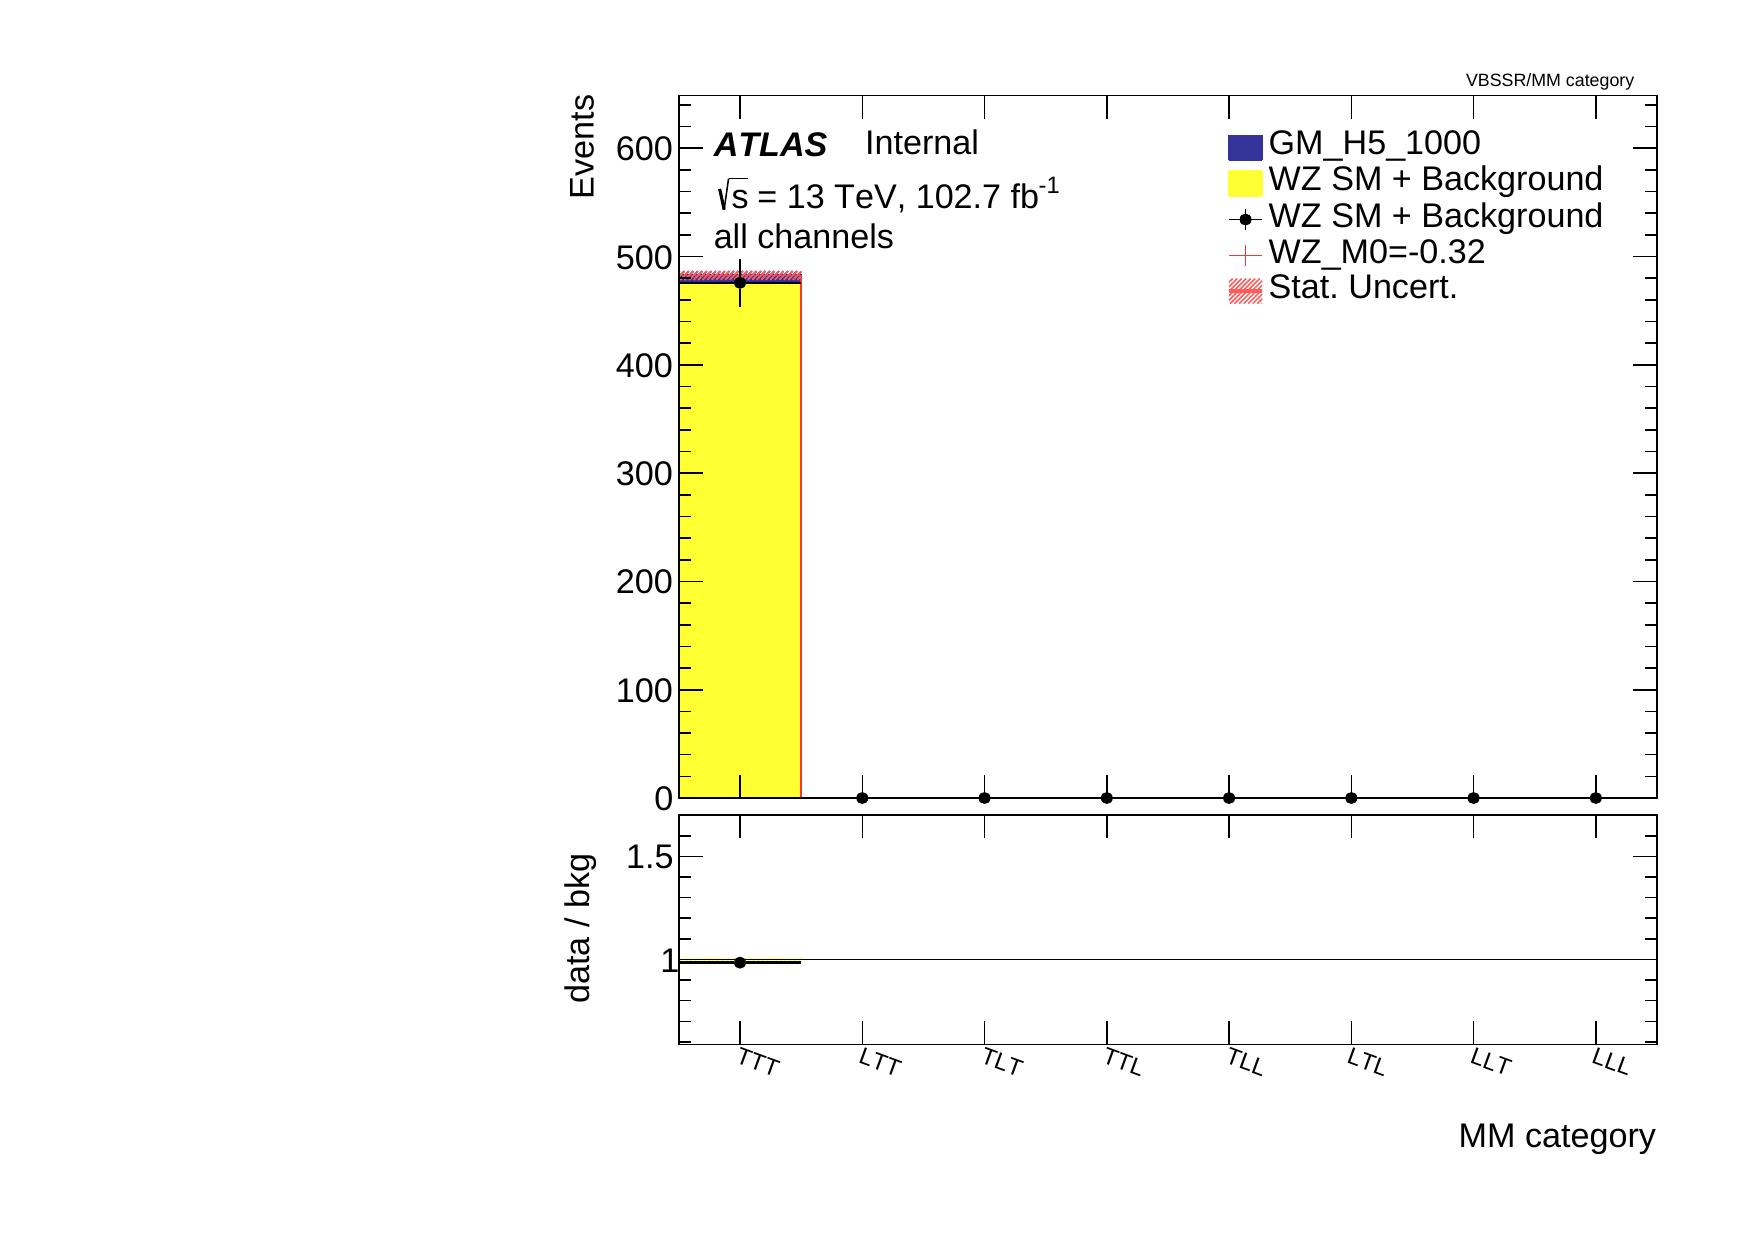 VBSSR/MM category
Events
600
500
400
300
200
100
0
ATLAS Internal
√s = 13 TeV, 102.7 fb-1
all channels
GM_H5_1000
WZ SM + Background
WZ SM + Background
WZ_M0=-0.32
Stat. Uncert.
data / bkg
1.5
1
TTT LTT TLT TTL TLL LTL LLT LLL
MM category